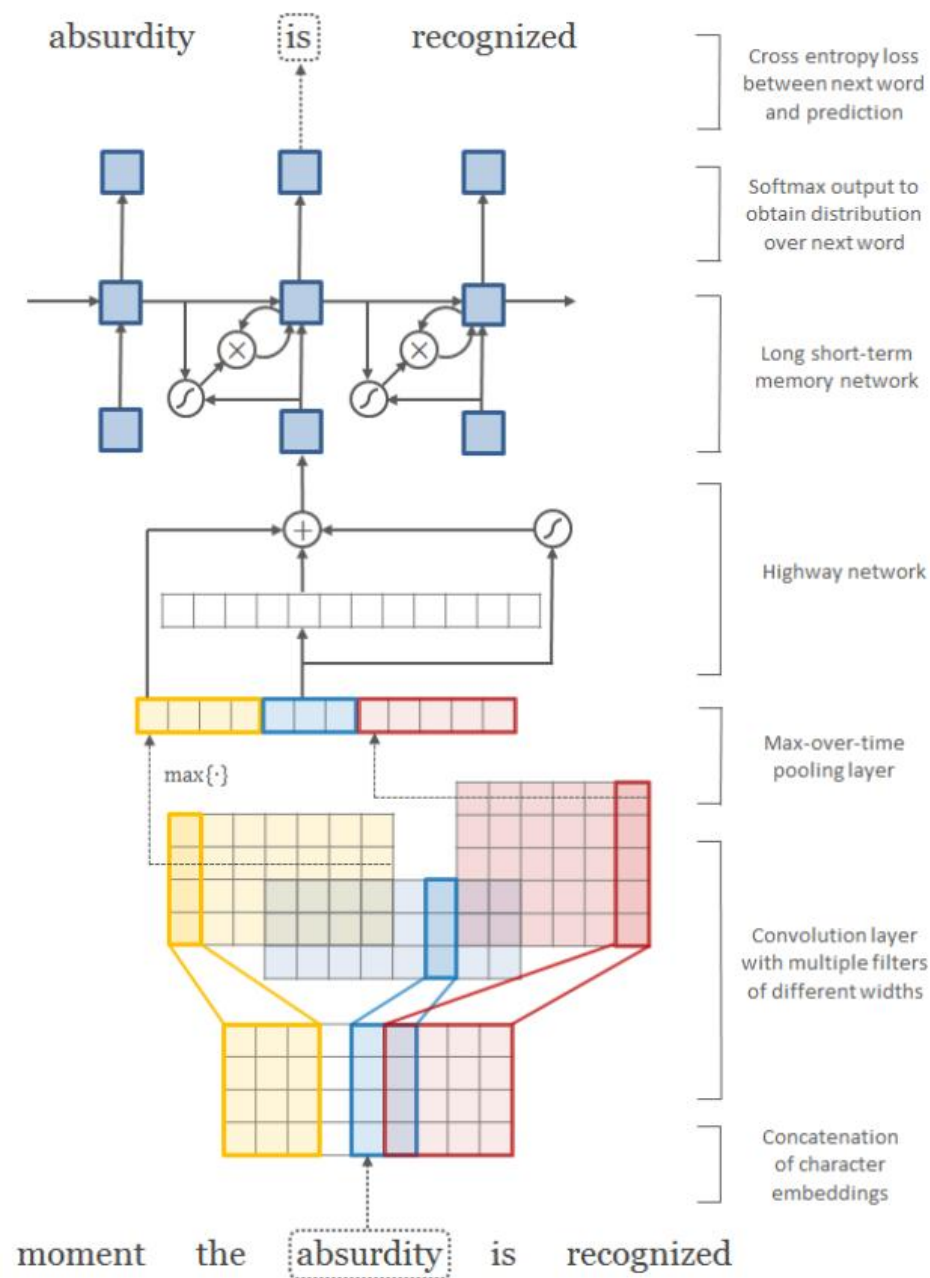 absurdity is recognized
Cross entropy loss
between next word
and prediction
Softmax output to
obtain distribution
over next word
Long short-term
memory network
Highway network
Max-over-time
pooling layer
max{·}
Convolution layer
with multiple filters
of different widths
Concatenation
of character
embeddings
moment the absurdity is recognized